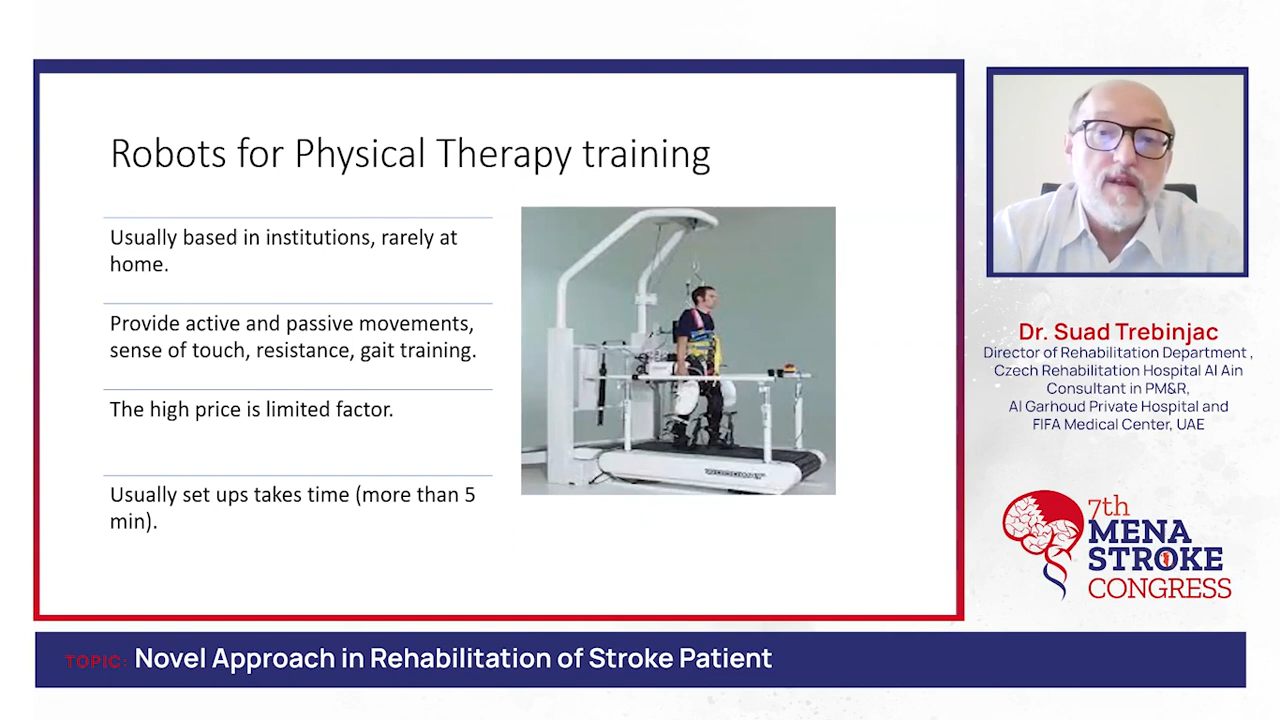 Robots for Physical Therapy training
Usually based in institutions, rarely at
home.
Provide active and passive movements,
sense of touch, resistance, gait training.
The high price is limited factor.
Usually set ups takes time (more than 5
min).
WOODWAY
Dr. Suad Trebinjac
Director of Rehabilitation Department ,
Czech Rehabilitation Hospital Al Ain
Consultant in PM&R,
Al Garhoud Private Hospital and
FIFA Medical Center, UAE
7th
MENA
STROKE
CONGRESS
TOPIC: Novel Approach in Rehabilitation of Stroke Patient